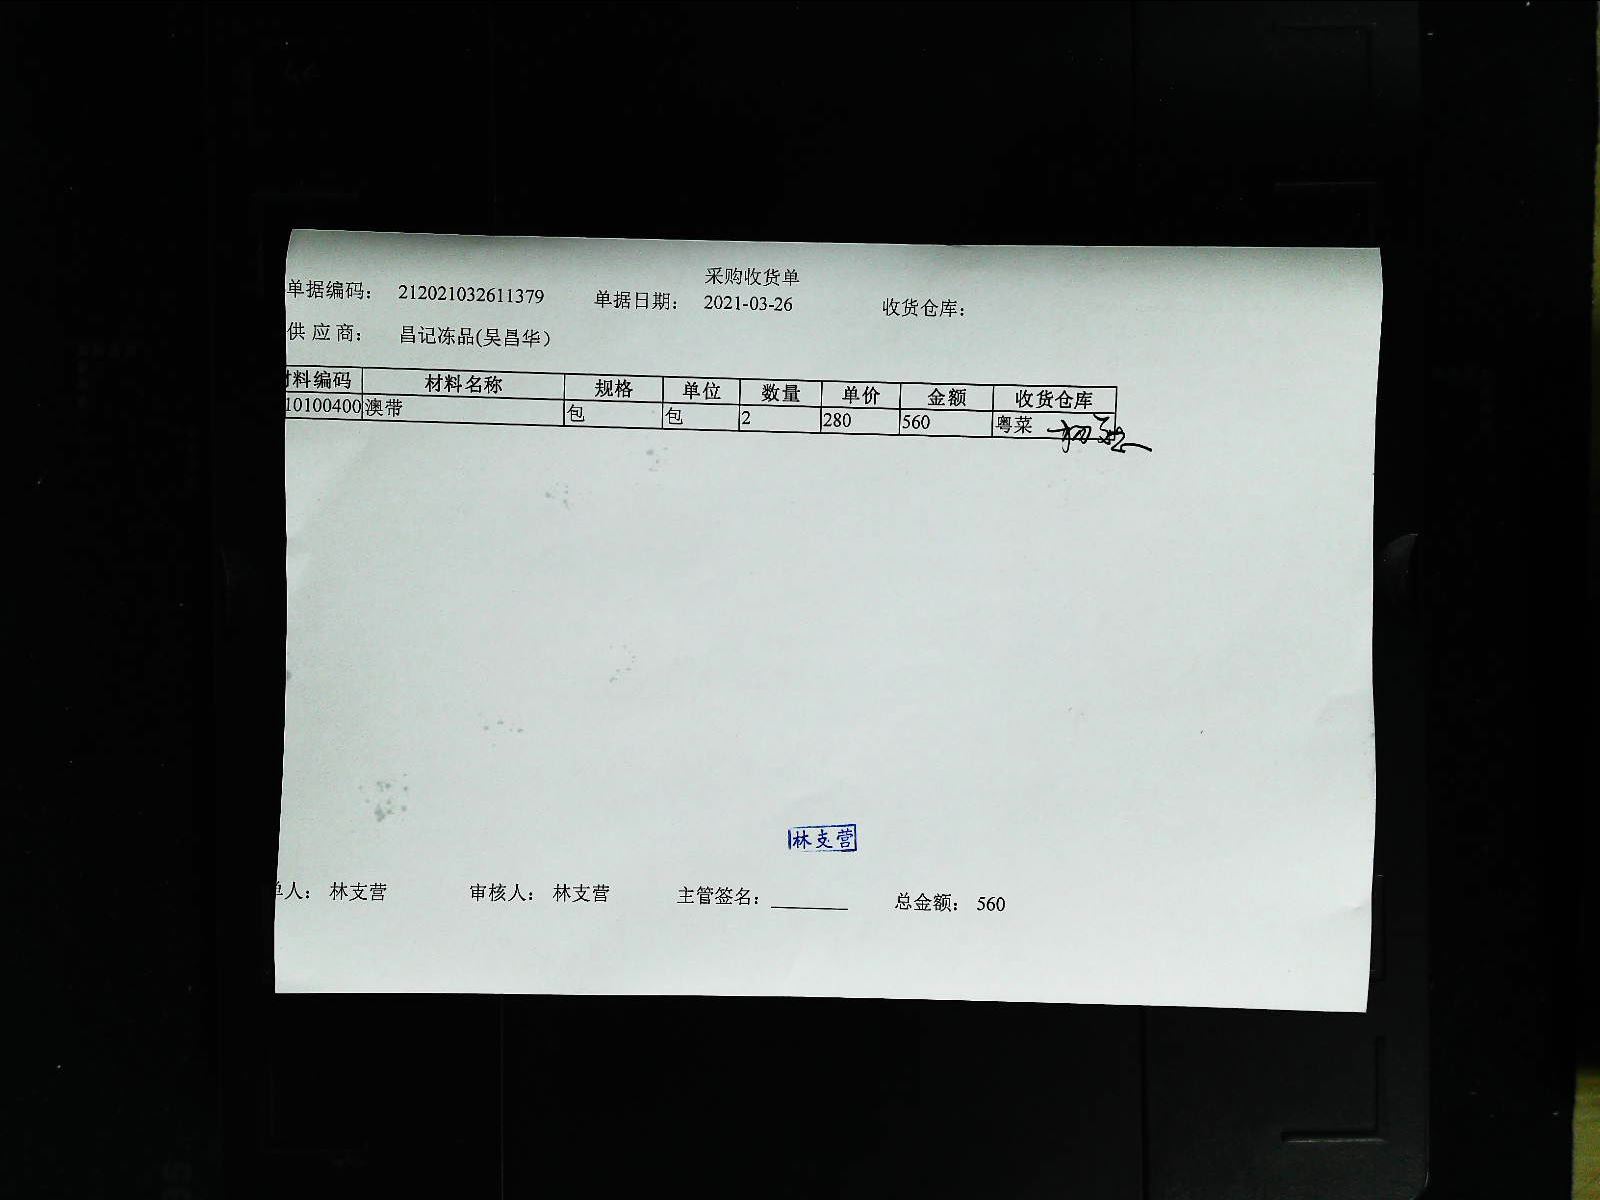 采购收货单
单据编码： 212021032611379 单据日期： 2021-03-26 收货仓库：
供 应 商： 昌记冻品(吴昌华）
材料编码 材料名称 规格 单位 数量 单价 金额 收货仓库
10100400 澳带 包 包 2 280 560 粤菜
林支营
单人： 林支营 审核人： 林支营 主管签名： ________ 总金额： 560